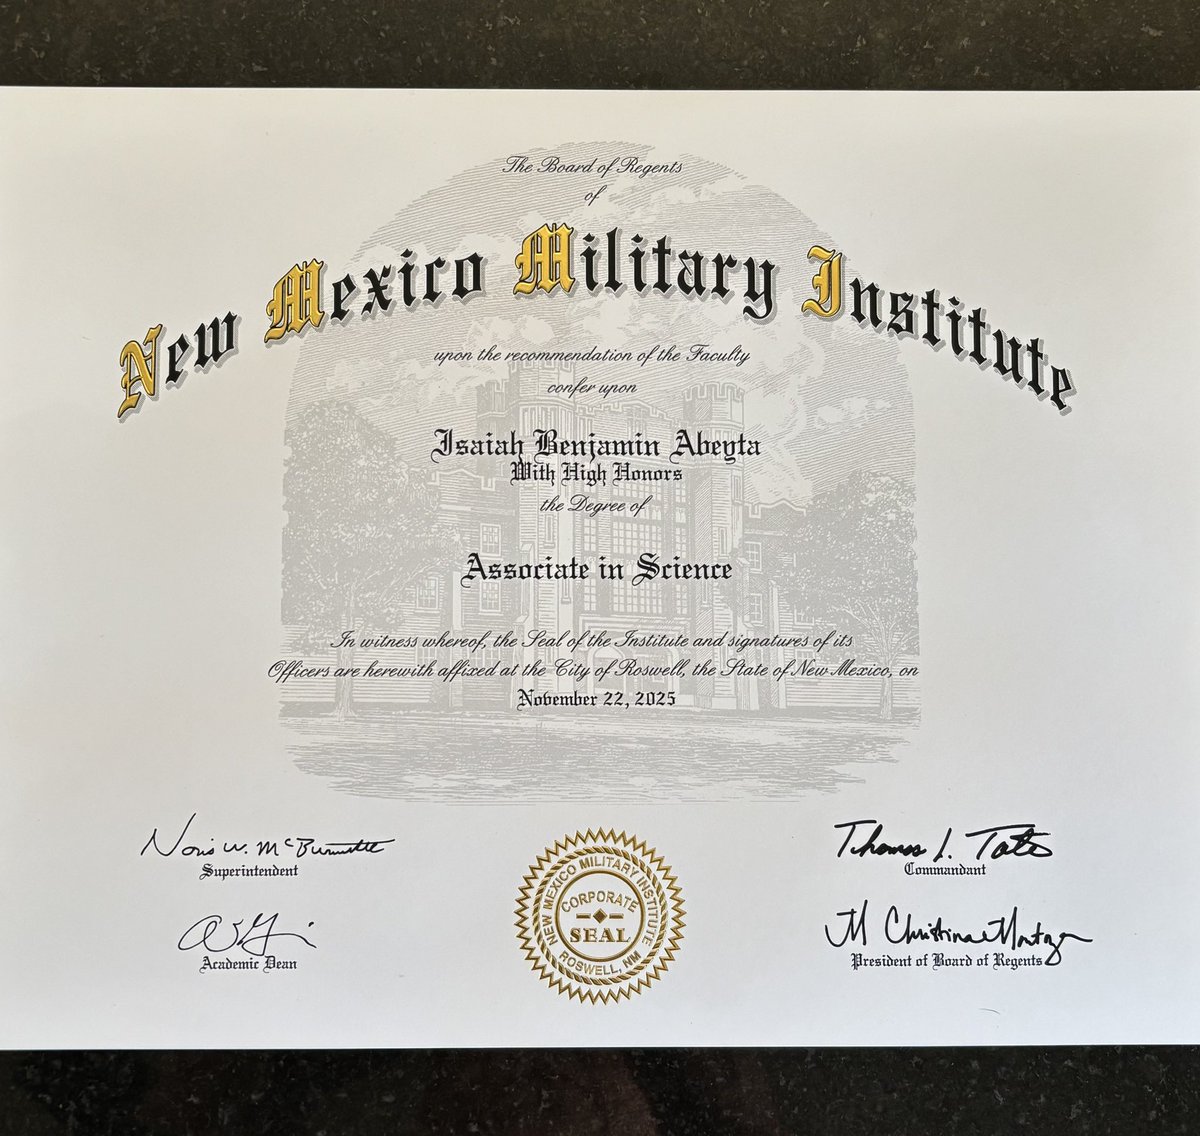 The Board of Regents
of
New Mexico Military Institute
upon the recommendation of the Faculty
confer upon
Isaiah Benjamin Abeyta
With High Honors
the Degree of
Associate in Science
In witness whereof, the Seal of the Institute and signatures of its
Officers are herewith affixed at the City of Roswell, the State of New Mexico, on
November 22, 2025
Thomas L. Tate
Superintendent
Commandant
M Christina
Academic Dean
President of Board of Regents
NEW MEXICO MILITARY INSTITUTE
CORPORATE
SEAL
ROSWELL, NM